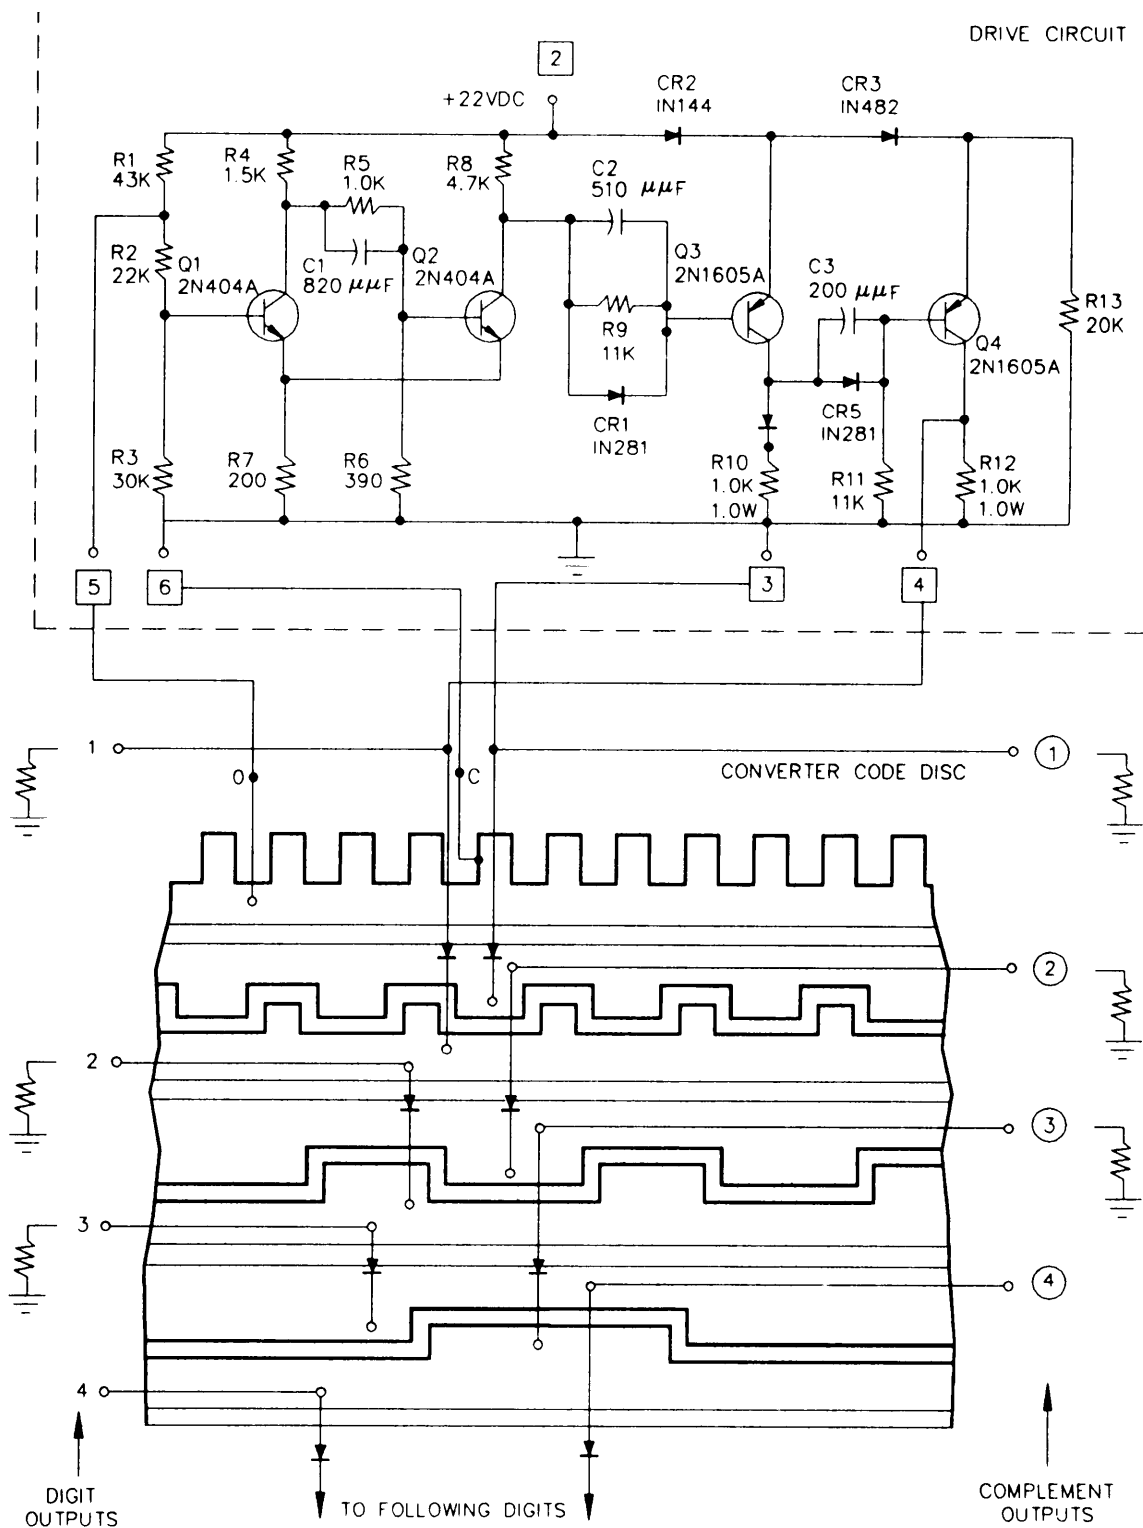 DRIVE CIRCUIT
2
+22VDC
CR2
IN144
CR3
IN482
R1
43K
R4
1.5K
R5
1.0K
R8
4.7K
C2
510 μμF
R2
22K
Q1
2N404A
C1
820 μμF
Q2
2N404A
Q3
2N1605A
C3
200 μμF
R9
11K
R13
20K
Q4
2N1605A
CR1
IN281
CR5
IN281
R3
30K
R7
200
R6
390
R10
1.0K
1.0W
R11
11K
R12
1.0K
1.0W
5
6
3
4
1
O
C
CONVERTER CODE DISC
1
2
2
3
3
4
4
DIGIT
OUTPUTS
TO FOLLOWING DIGITS
COMPLEMENT
OUTPUTS